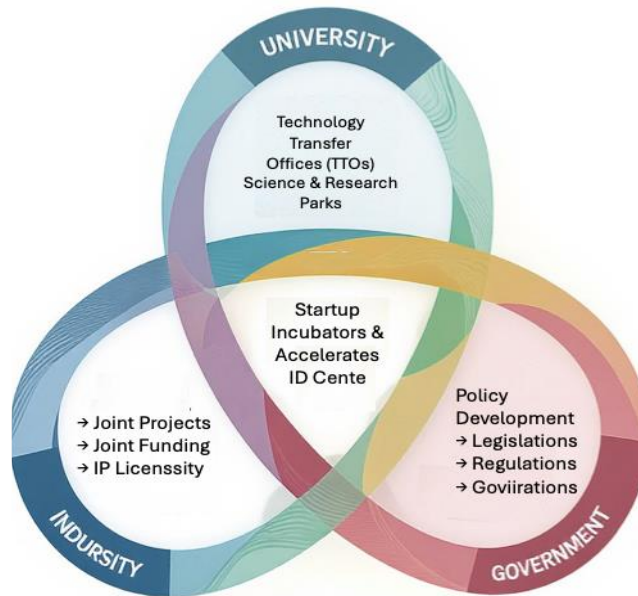 UNIVERSITY
Technology
Transfer
Offices (TTOs)
Science & Research
Parks
Startup
Incubators &
Accelerates
ID Cente
→ Joint Projects
→ Joint Funding
→ IP Licenssity
Policy
Development
→ Legislations
→ Regulations
→ Goviirations
INDURSITY
GOVERNMENT